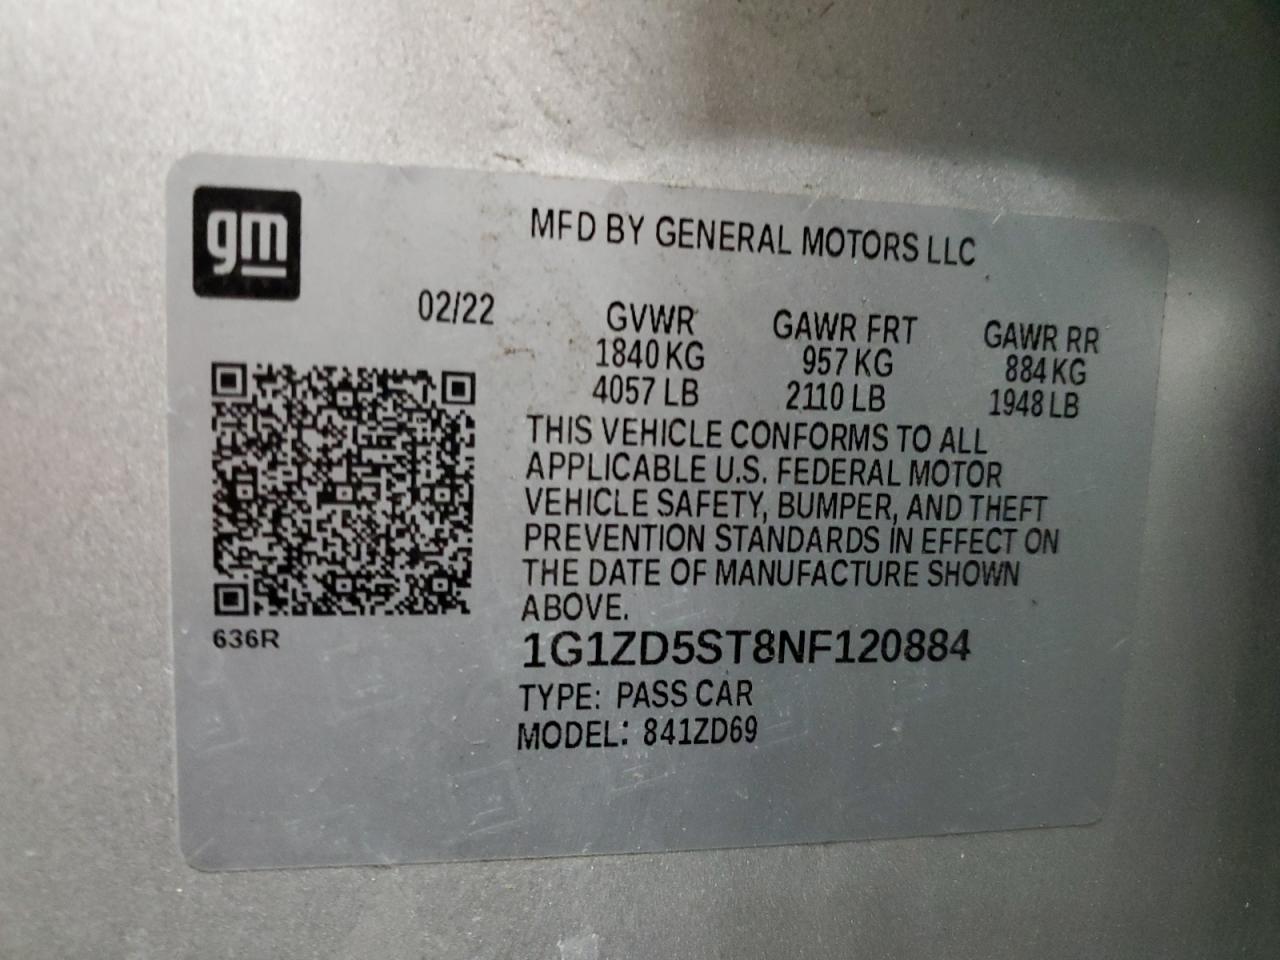 gm
MFD BY GENERAL MOTORS LLC
02/22
GVWR GAWR FRT GAWR RR
1840 KG 957 KG 884 KG
4057 LB 2110 LB 1948 LB
THIS VEHICLE CONFORMS TO ALL
APPLICABLE U.S. FEDERAL MOTOR
VEHICLE SAFETY, BUMPER, AND THEFT
PREVENTION STANDARDS IN EFFECT ON
THE DATE OF MANUFACTURE SHOWN
ABOVE.
636R
1G1ZD5ST8NF120884
TYPE: PASS CAR
MODEL: 841ZD69